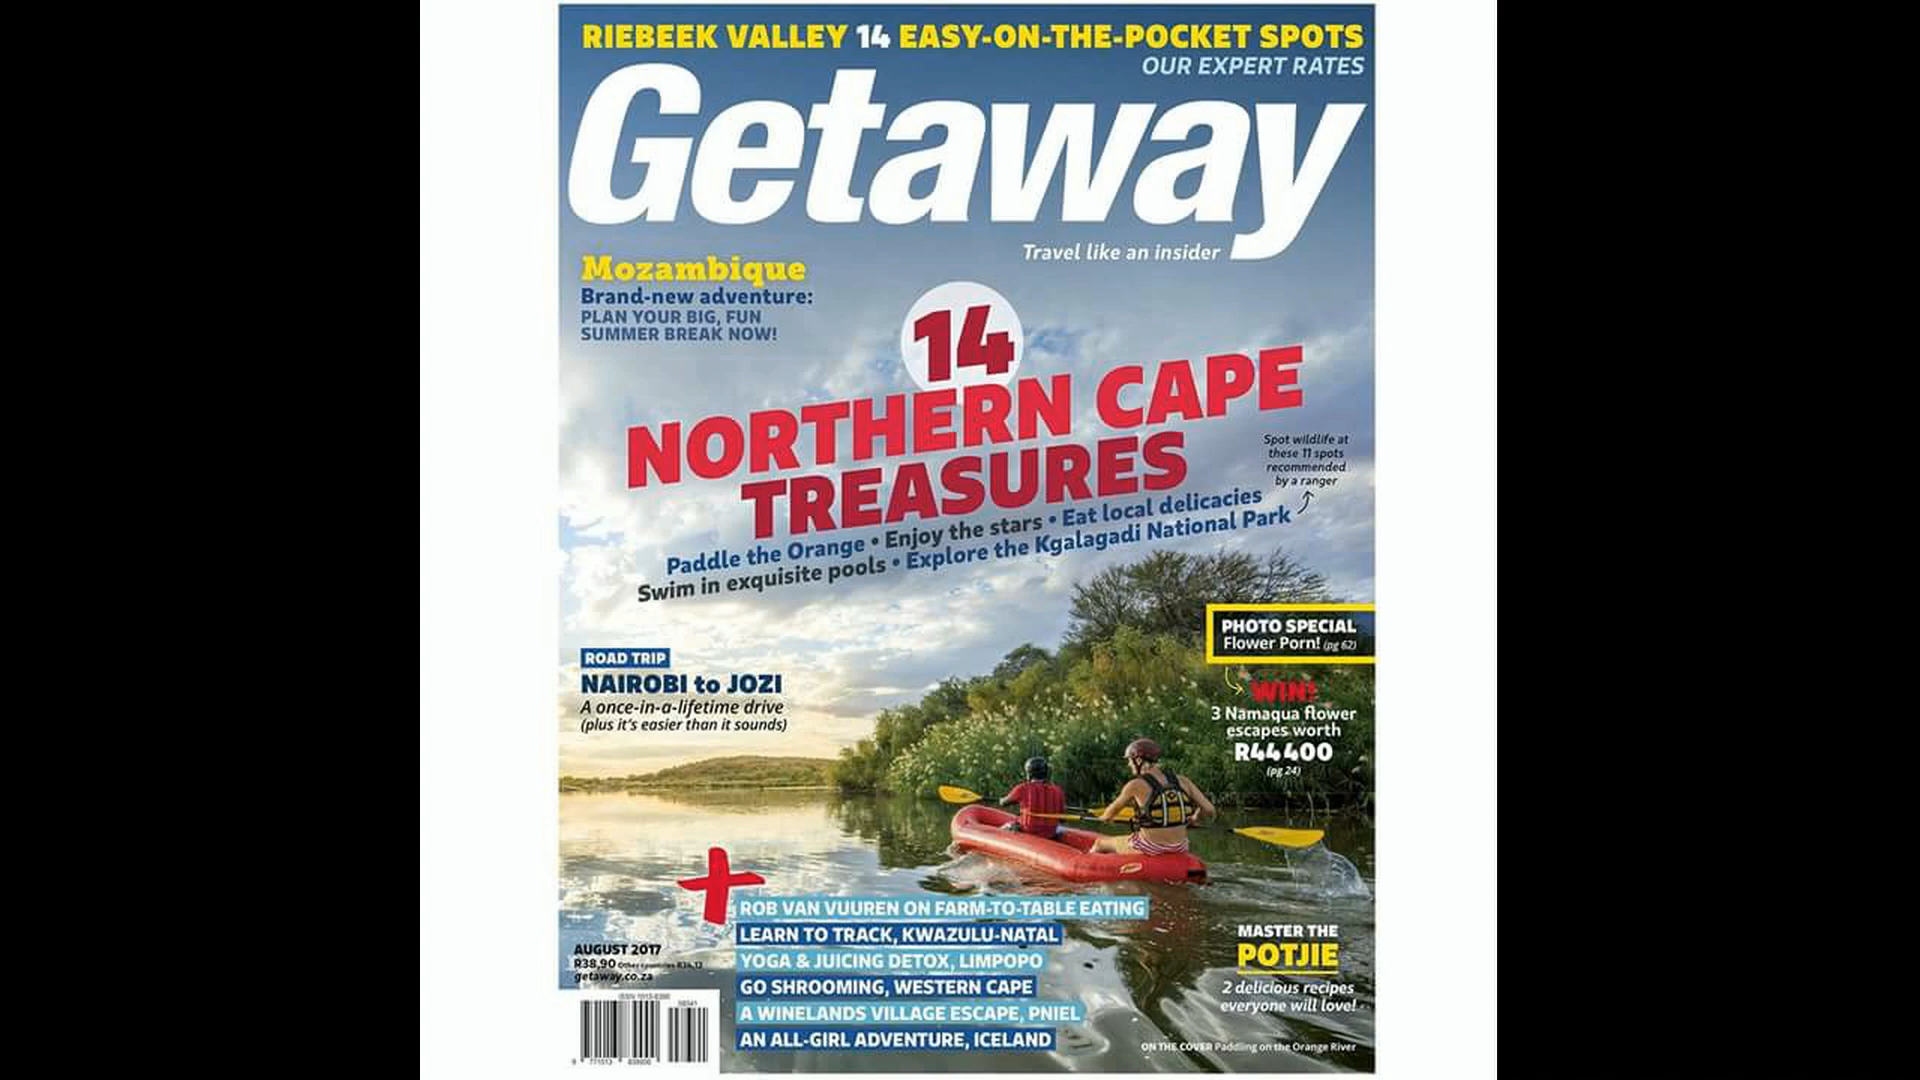 RIEBEEK VALLEY 14 EASY-ON-THE-POCKET SPOTS
OUR EXPERT RATES
Getaway
Travel like an insider
Mozambique
Brand-new adventure:
PLAN YOUR BIG, FUN
SUMMER BREAK NOW!
14
NORTHERN CAPE
TREASURES
Spot wildlife at
these 11 spots
recommended
by a ranger
Paddle the Orange • Enjoy the stars • Eat local delicacies
Swim in exquisite pools • Explore the Kgalagadi National Park
PHOTO SPECIAL
Flower Porn! (pg 62)
WIN!
3 Namaqua flower
escapes worth
R44 400
(pg 24)
ROAD TRIP
NAIROBI to JOZI
A once-in-a-lifetime drive
(plus it's easier than it sounds)
+
ROB VAN VUUREN ON FARM-TO-TABLE EATING
LEARN TO TRACK, KWAZULU-NATAL
YOGA & JUICING DETOX, LIMPOPO
GO SHROOMING, WESTERN CAPE
A WINELANDS VILLAGE ESCAPE, PNIEL
AN ALL-GIRL ADVENTURE, ICELAND
AUGUST 2017
R38,90 Other countries
getaway.co.za
MASTER THE
POTJIE
2 delicious recipes
everyone will love!
ON THE COVER Paddling on the Orange River